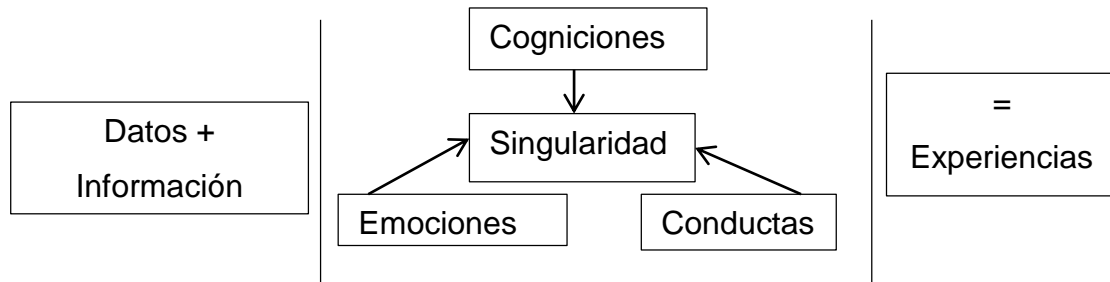 Datos +
Información
Cogniciones
Singularidad
Emociones
Conductas
=
Experiencias